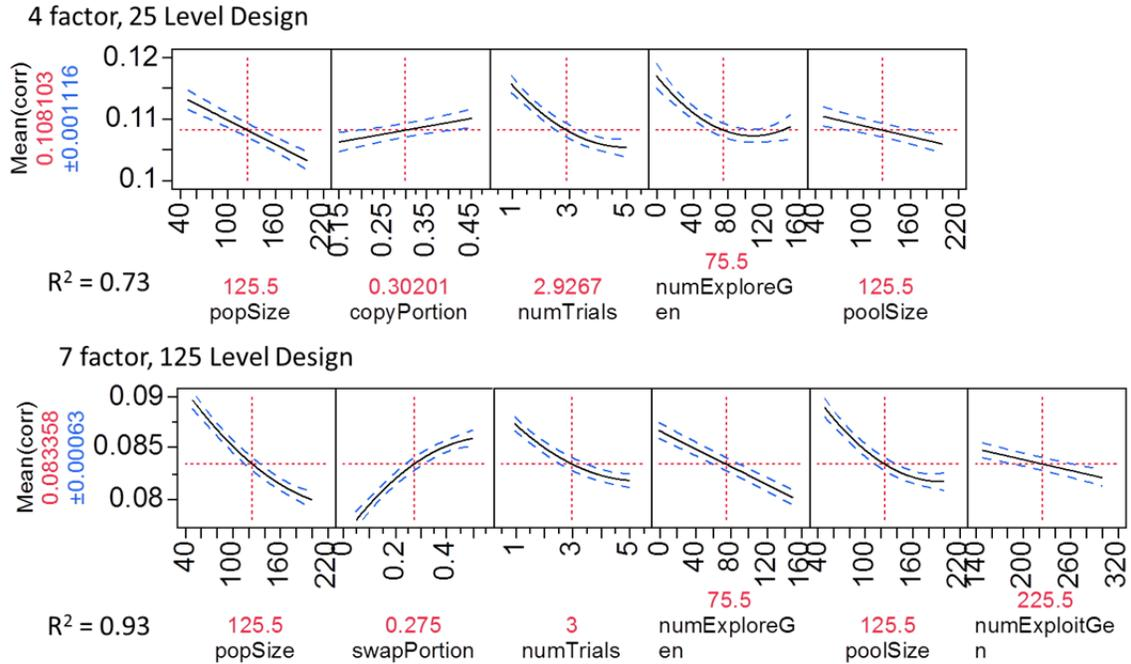 4 factor, 25 Level Design
Mean(corr)
0.108103
±0.001116
0.12
0.11
0.1
40 100 160 220 0.15 0.25 0.35 0.45 1 3 5 0 40 80 120 160 40 100 160 220
R² = 0.73
125.5 0.30201 2.9267 75.5 125.5
popSize copyPortion numTrials numExploreG poolSize
en
7 factor, 125 Level Design
Mean(corr)
0.083358
±0.00063
0.09
0.085
0.08
40 100 160 220 0 0.2 0.4 1 3 5 0 40 80 120 160 40 100 160 220 140 200 260 320
R² = 0.93
125.5 0.275 3 75.5 125.5 225.5
popSize swapPortion numTrials numExploreG poolSize numExploitGe
en n